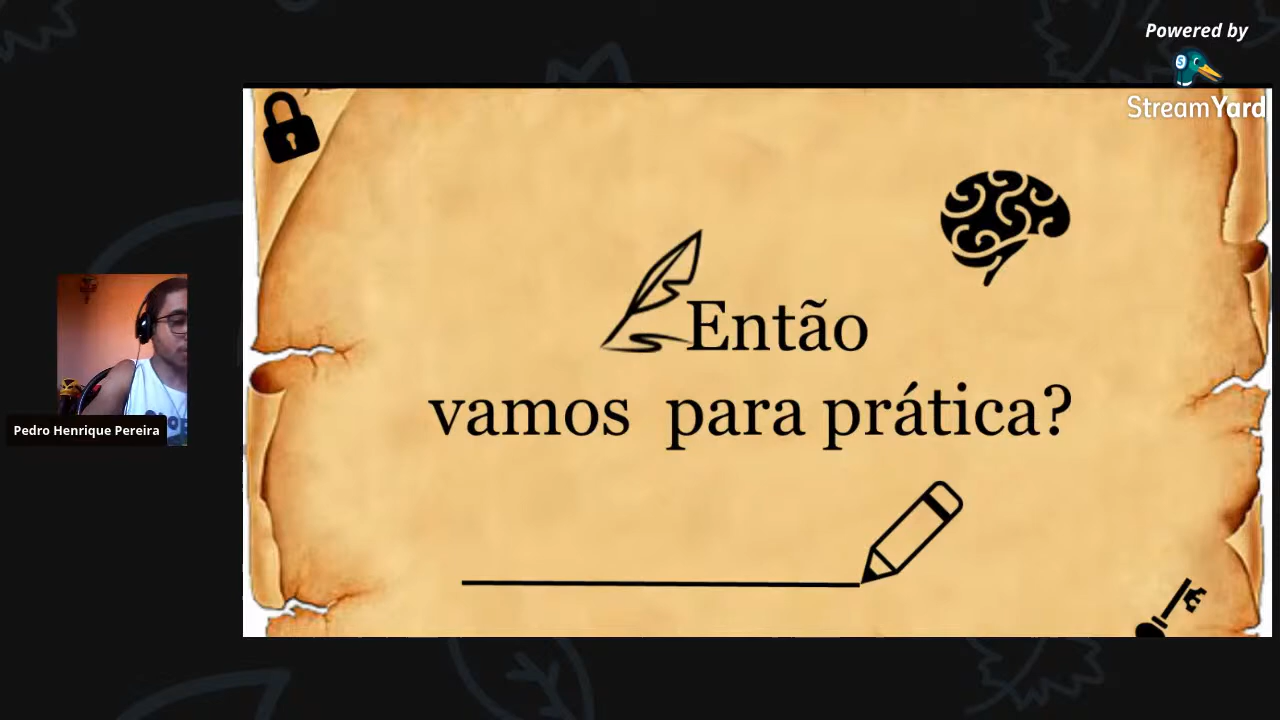 Powered by
StreamYard
Então
vamos para prática?
Pedro Henrique Pereira